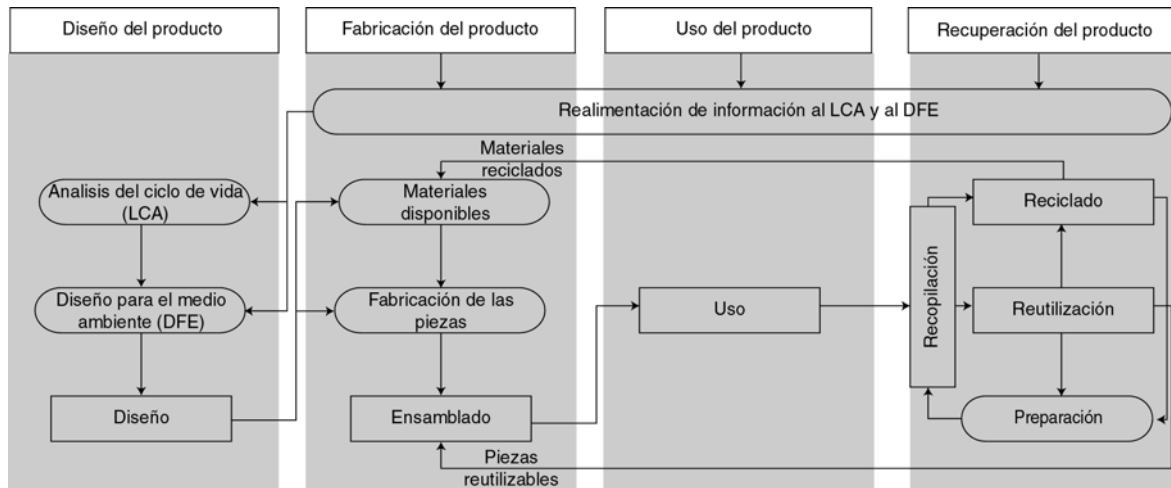 Diseño del producto
Fabricación del producto
Uso del producto
Recuperación del producto
Realimentación de información al LCA y al DFE
Materiales
reciclados
Analisis del ciclo de vida
(LCA)
Materiales
disponibles
Reciclado
Recopilación
Diseño para el medio
ambiente (DFE)
Fabricación de las
piezas
Uso
Reutilización
Diseño
Ensamblado
Preparación
Piezas
reutilizables